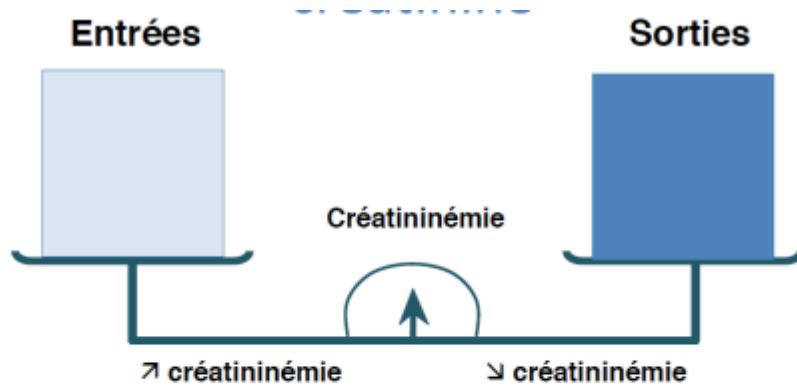 Entrées
Sorties
Créatininémie
↗ créatininémie
↘ créatininémie